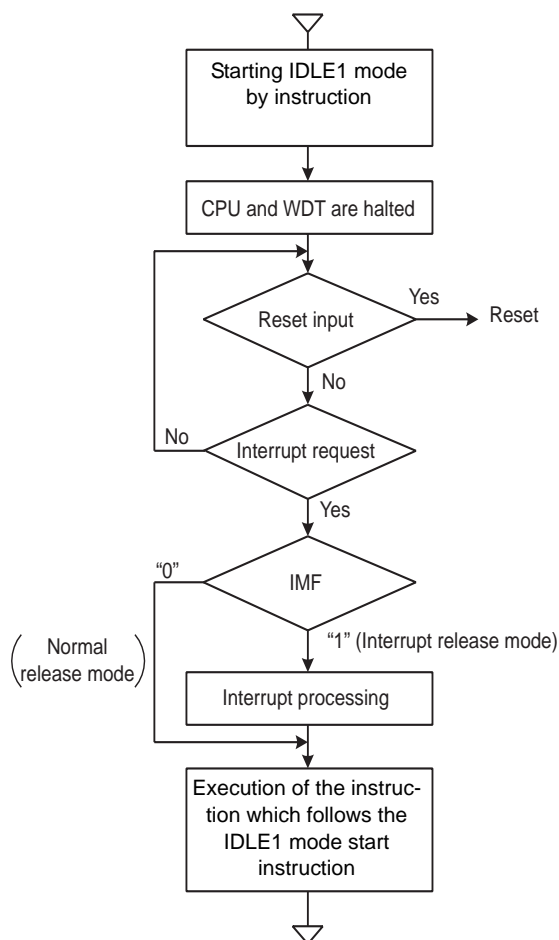 Starting IDLE1 mode
by instruction
CPU and WDT are halted
Reset input
Yes
Reset
No
Interrupt request
No
Yes
IMF
“0”
“1” (Interrupt release mode)
Normal
release mode
Interrupt processing
Execution of the instruc-
tion which follows the
IDLE1 mode start
instruction